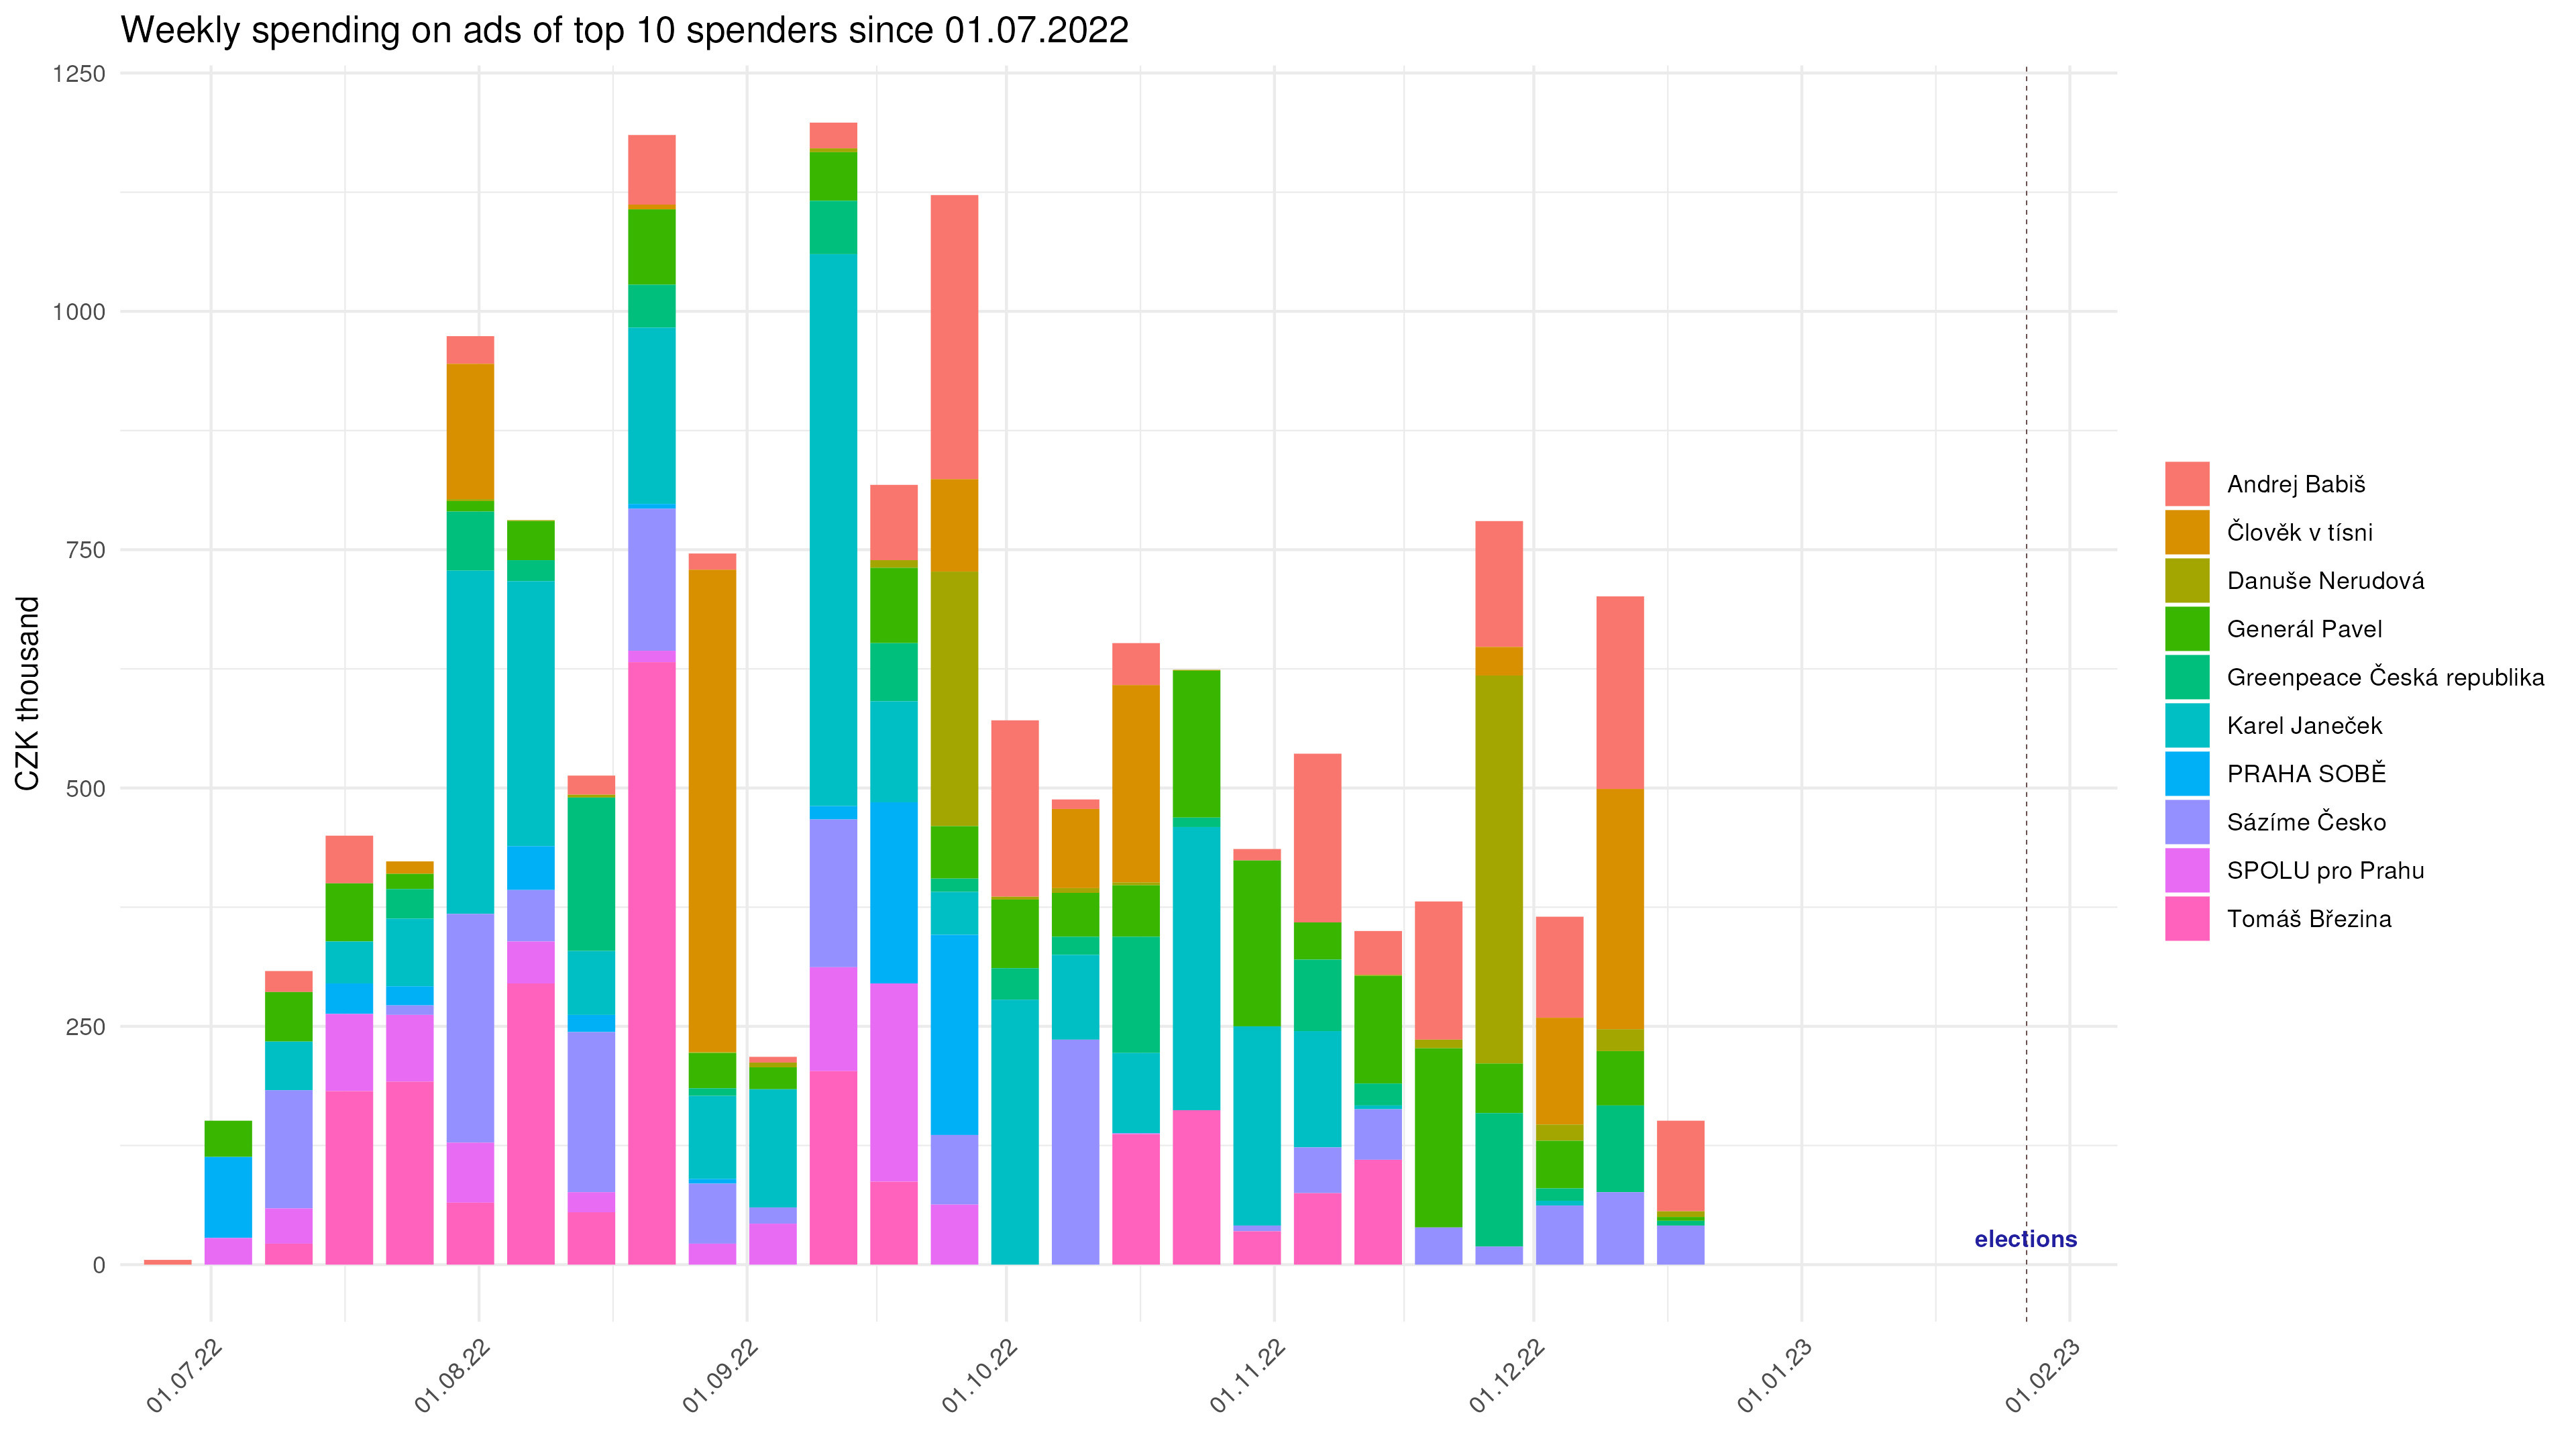 Weekly spending on ads of top 10 spenders since 01.07.2022
CZK thousand
1250
1000
750
500
250
0
01.07.22
01.08.22
01.09.22
01.10.22
01.11.22
01.12.22
01.01.23
01.02.23
elections
Andrej Babiš
Člověk v tísni
Danuše Nerudová
Generál Pavel
Greenpeace Česká republika
Karel Janeček
PRAHA SOBĚ
Sázíme Česko
SPOLU pro Prahu
Tomáš Březina